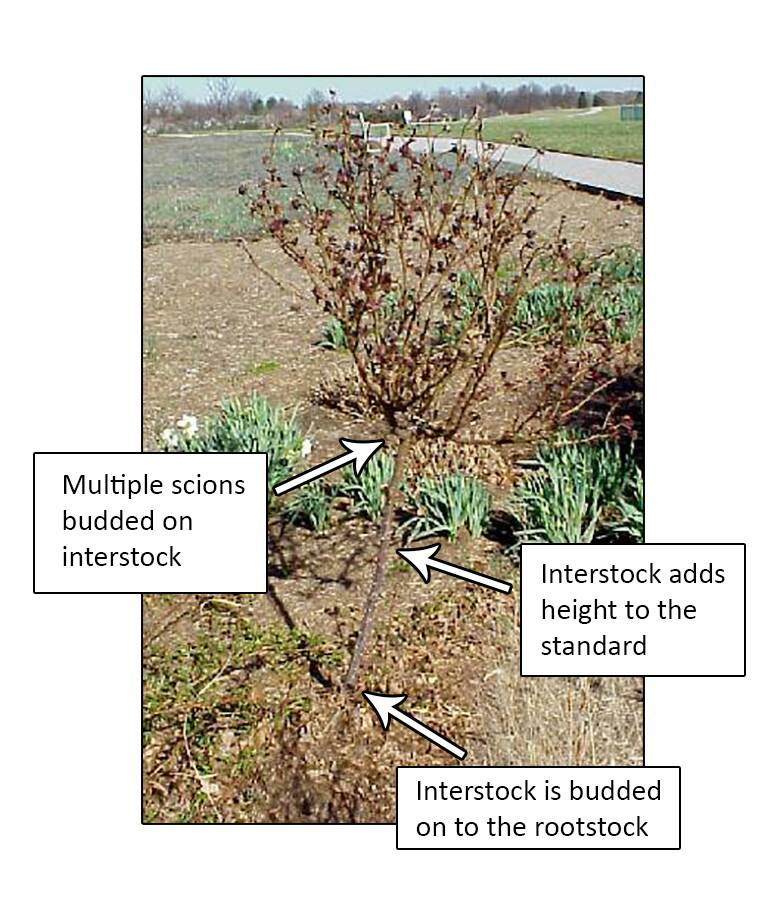 Multiple scions
budded on
interstock
Interstock adds
height to the
standard
Interstock is budded
on to the rootstock